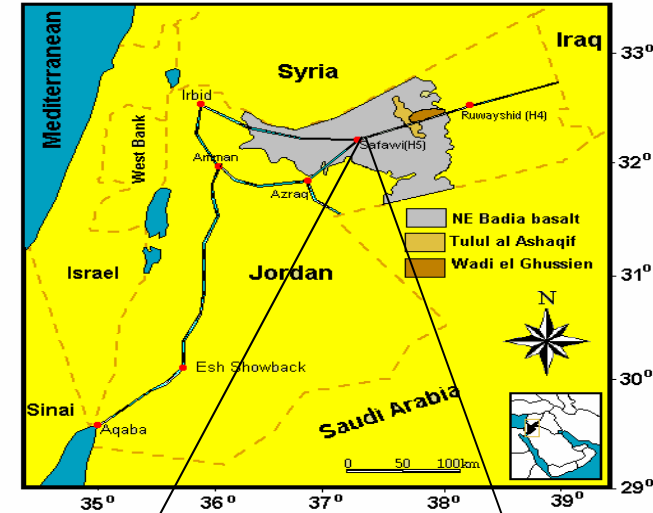 Mediterranean
Iraq
33°
Syria
Irbid
Ruwayshid (H4)
West Bank
Safawi(H5)
Amman
32°
Azraq
NE Badia basalt
Tulul al Ashaqif
Wadi el Ghussien
Israel
Jordan
31°
N
Esh Showback
30°
Sinai
Saudi Arabia
Aqaba
0 50 100km
29°
35° 36° 37° 38° 39°